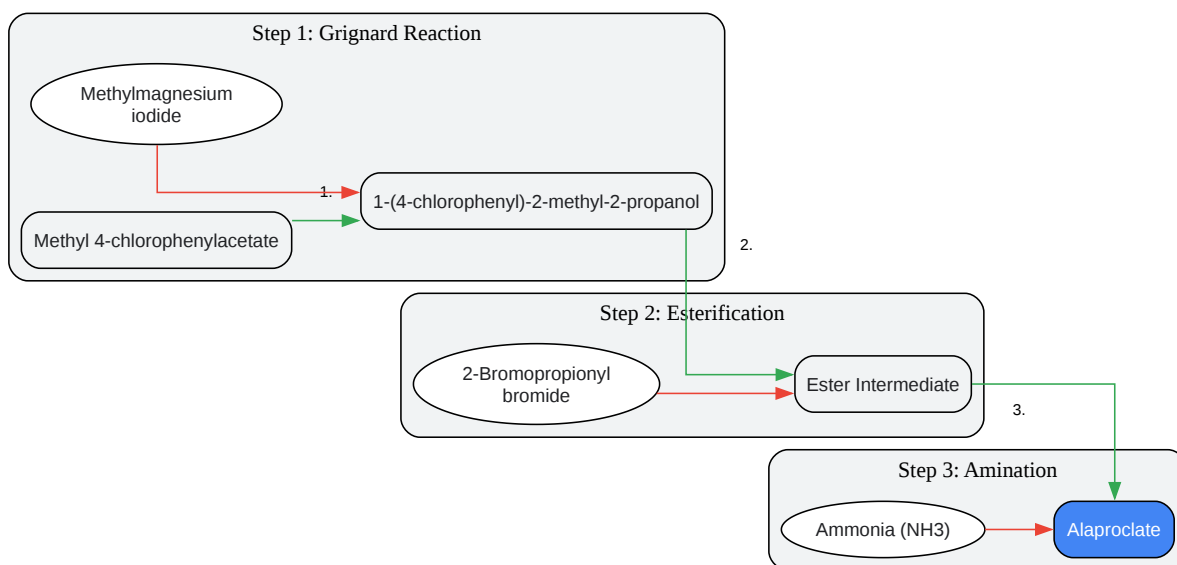 Step 1: Grignard Reaction
Methylmagnesium
iodide
1.
1-(4-chlorophenyl)-2-methyl-2-propanol
Methyl 4-chlorophenylacetate
2.
Step 2: Esterification
2-Bromopropionyl
bromide
Ester Intermediate
3.
Step 3: Amination
Ammonia (NH3)
Alaproclate